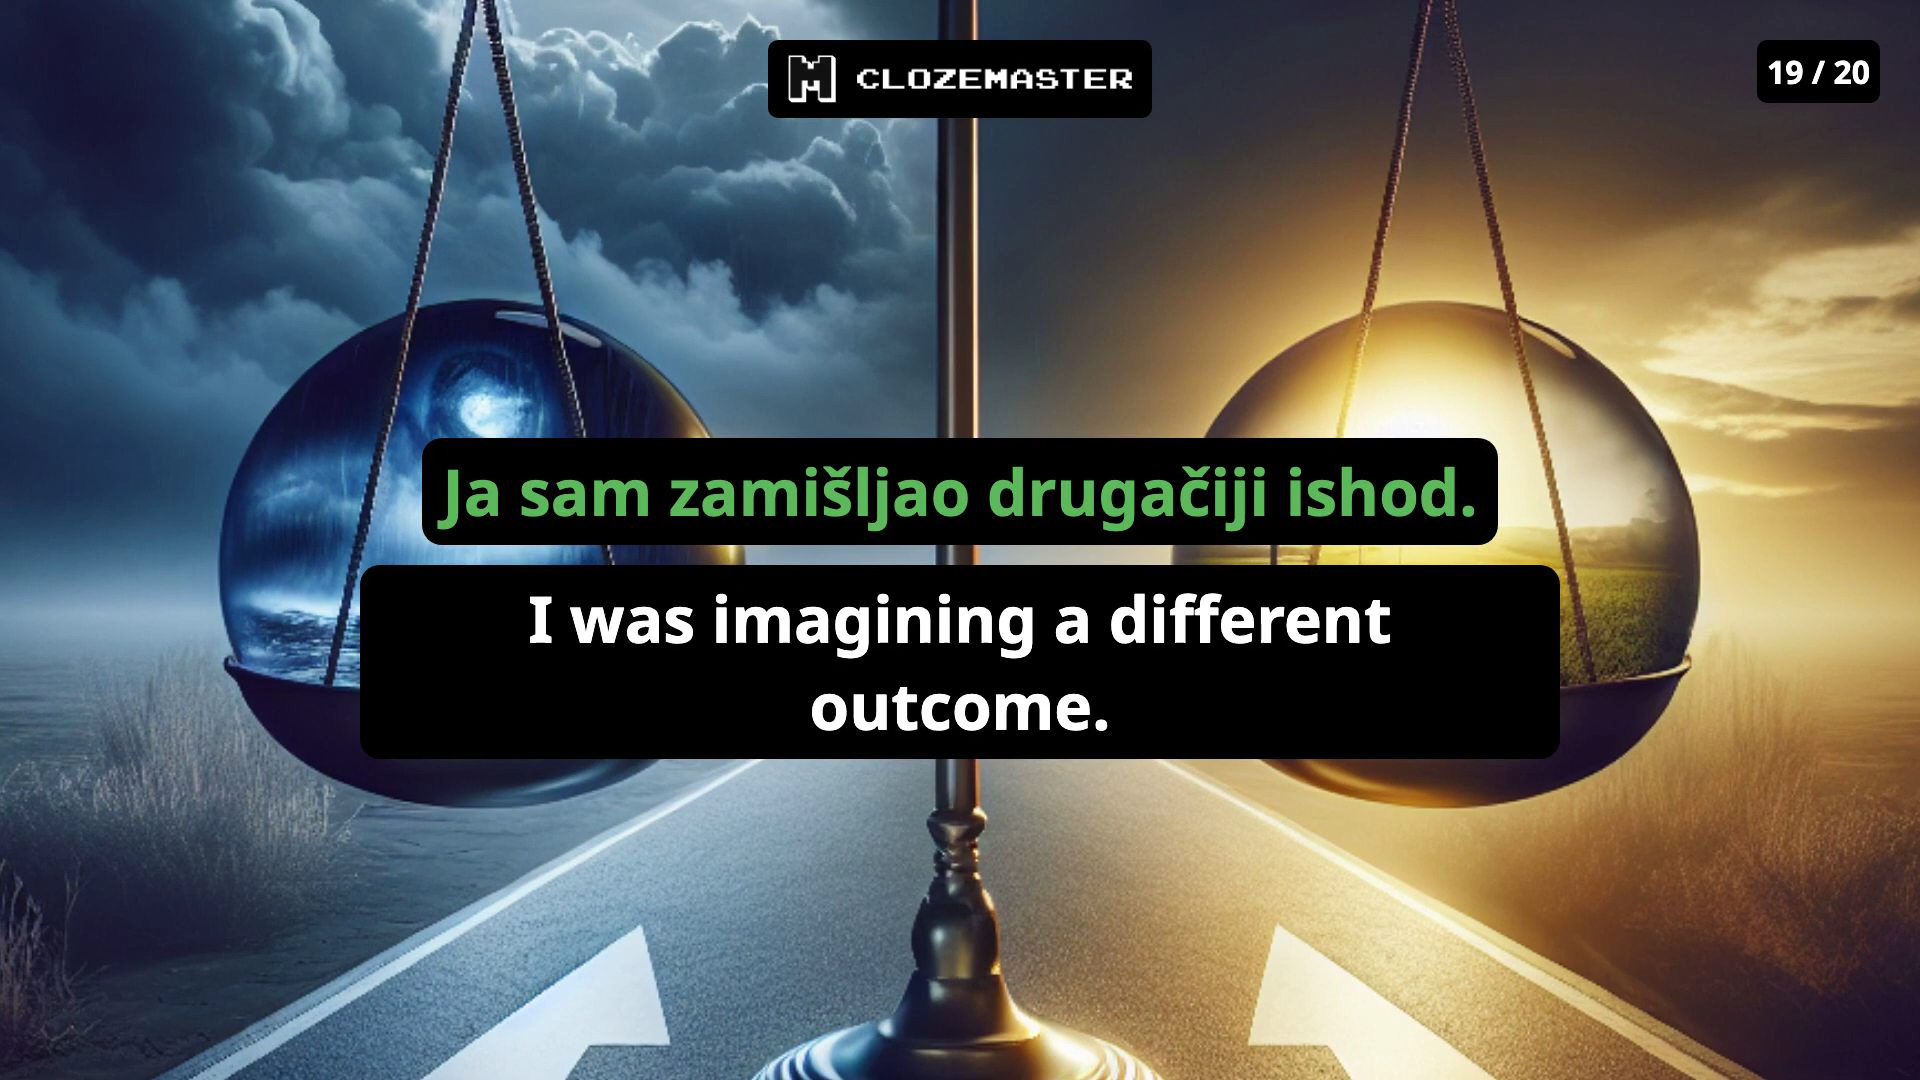 CLOZEMASTER
19 / 20
Ja sam zamišljao drugačiji ishod.
I was imagining a different
outcome.